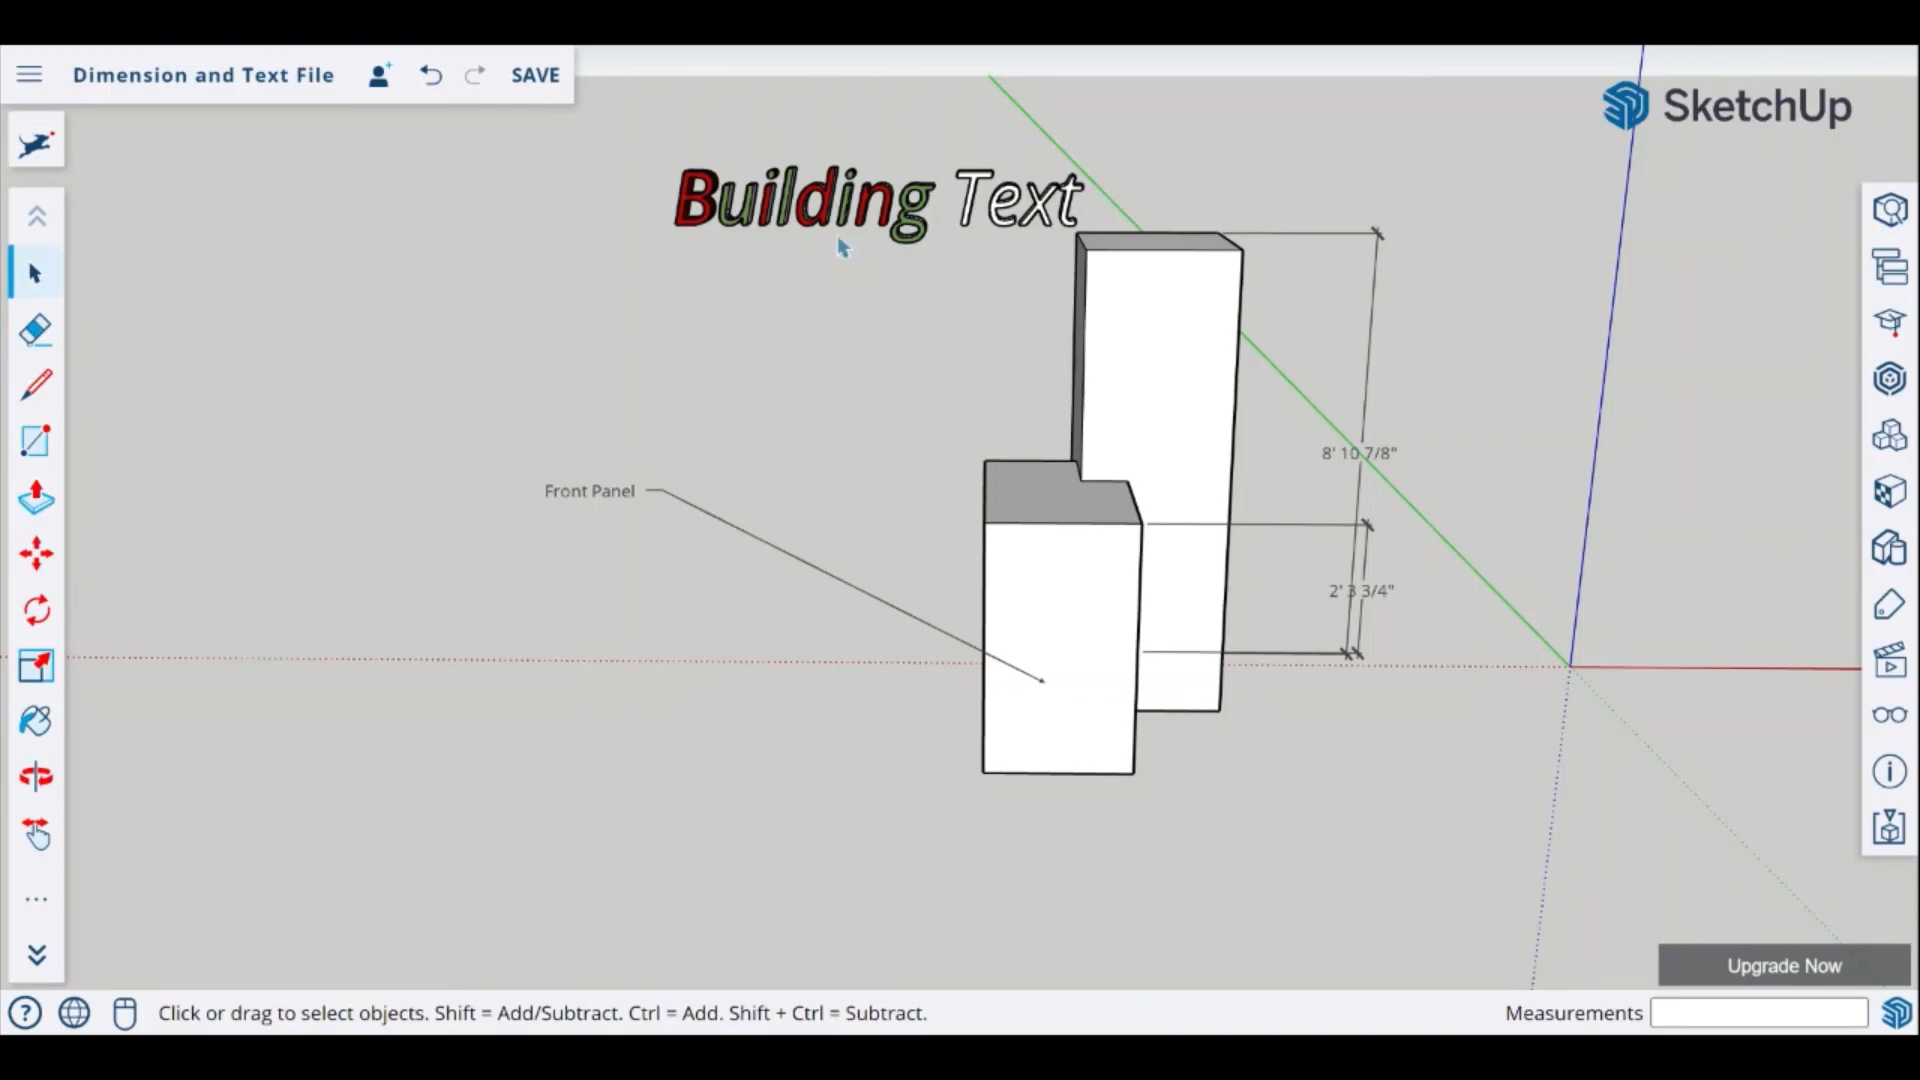 Dimension and Text File
SAVE
SketchUp
Building Text
8' 10 7/8"
Front Panel
2' 3 3/4"
Upgrade Now
Click or drag to select objects. Shift = Add/Subtract. Ctrl = Add. Shift + Ctrl = Subtract.
Measurements